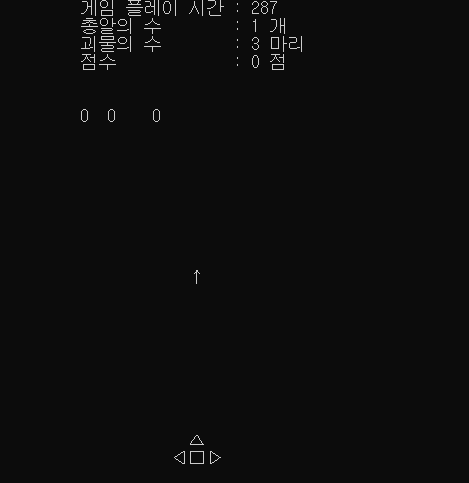 게임 플레이 시간 : 287
총알의 수 : 1 개
괴물의 수 : 3 마리
점수 : 0 점
0 0 0
↑
△
◁□▷